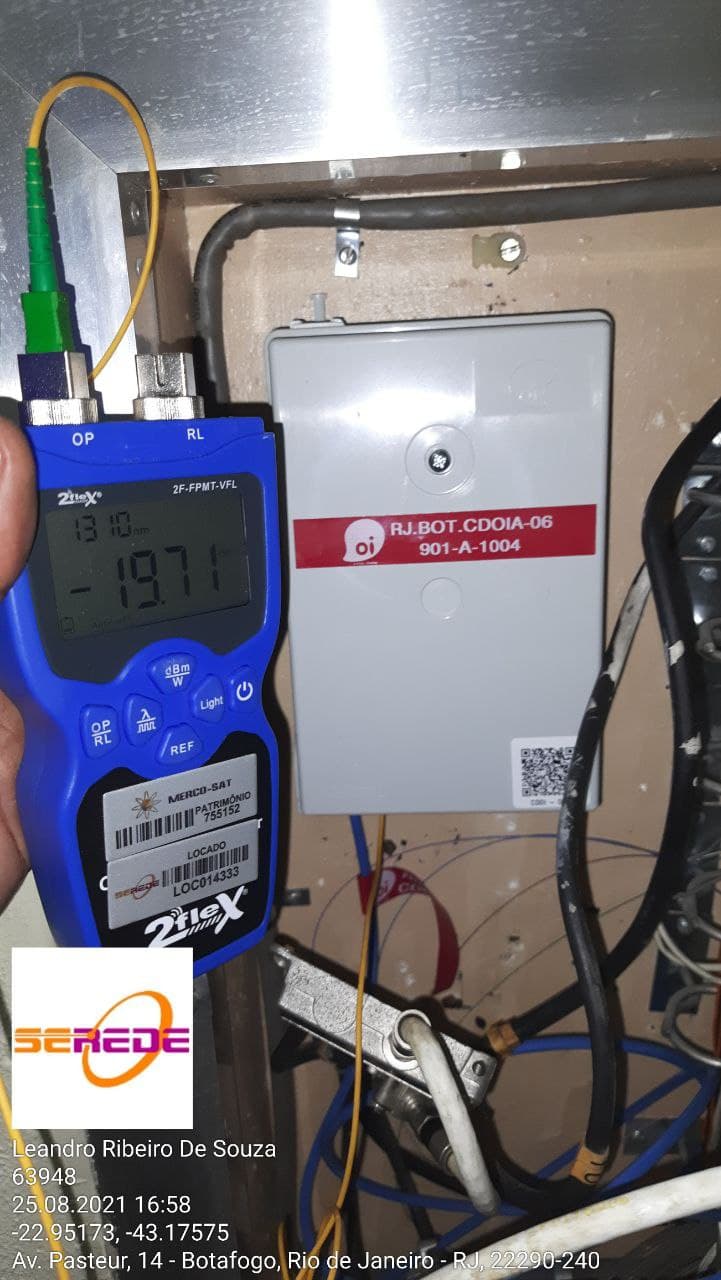 OP
RL
2fleX®
2F-FPMT-VFL
1310nm
-19.71
dBm
W
OP
RL
λ
Light
REF
MERCO-SAT
PATRIMÔNIO
755152
LOCADO
SEREDE
LOC014333
2fleX
oi
RJ.BOT.CDOIA-06
901-A-1004
oi
SEREDE
Leandro Ribeiro De Souza
63948
25.08.2021 16:58
-22.95173, -43.17575
Av. Pasteur, 14 - Botafogo, Rio de Janeiro - RJ, 22290-240